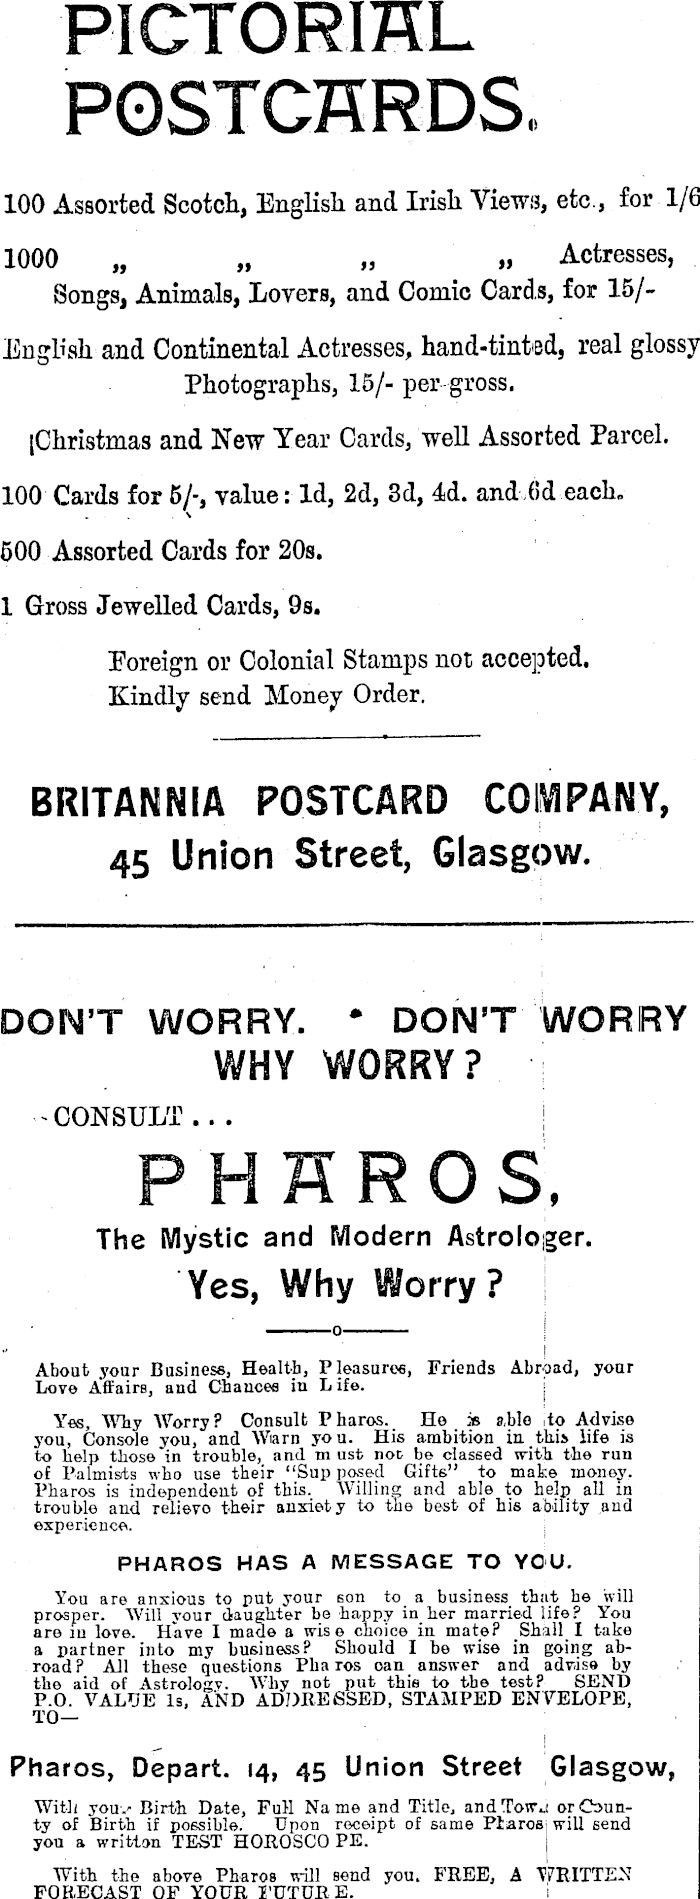 PICTORIAL
POSTCARDS.
100 Assorted Scotch, English and Irish Views, etc., for 1/6
1000 „ „ „ „ Actresses,
Songs, Animals, Lovers, and Comic Cards, for 15/-
English and Continental Actresses, hand-tinted, real glossy
Photographs, 15/- per gross.
Christmas and New Year Cards, well Assorted Parcel.
100 Cards for 5/-, value: 1d, 2d, 3d, 4d. and 6d each.
500 Assorted Cards for 20s.
1 Gross Jewelled Cards, 9s.
Foreign or Colonial Stamps not accepted.
Kindly send Money Order.
BRITANNIA POSTCARD COMPANY,
45 Union Street, Glasgow.
DON'T WORRY. * DON'T WORRY
WHY WORRY?
CONSULT...
PHAROS,
The Mystic and Modern Astrologer.
Yes, Why Worry?
o
About your Business, Health, Pleasures, Friends Abroad, your
Love Affairs, and Chances in Life.
Yes, Why Worry? Consult Pharos. He is able to Advise
you, Console you, and Warn you. His ambition in this life is
to help those in trouble, and must not be classed with the run
of Palmists who use their "Supposed Gifts" to make money.
Pharos is independent of this. Willing and able to help all in
trouble and relieve their anxiety to the best of his ability and
experience.
PHAROS HAS A MESSAGE TO YOU.
You are anxious to put your son to a business that he will
prosper. Will your daughter be happy in her married life? You
are in love. Have I made a wise choice in mate? Shall I take
a partner into my business? Should I be wise in going ab-
road? All these questions Pharos can answer and advise by
the aid of Astrology. Why not put this to the test? SEND
P.O. VALUE 1s, AND ADDRESSED, STAMPED ENVELOPE,
TO—
Pharos, Depart. 14, 45 Union Street Glasgow,
With your Birth Date, Full Name and Title, and Town or Coun-
ty of Birth if possible. Upon receipt of same Pharos will send
you a written TEST HOROSCOPE.
With the above Pharos will send you, FREE, A WRITTEN
FORECAST OF YOUR FUTURE.